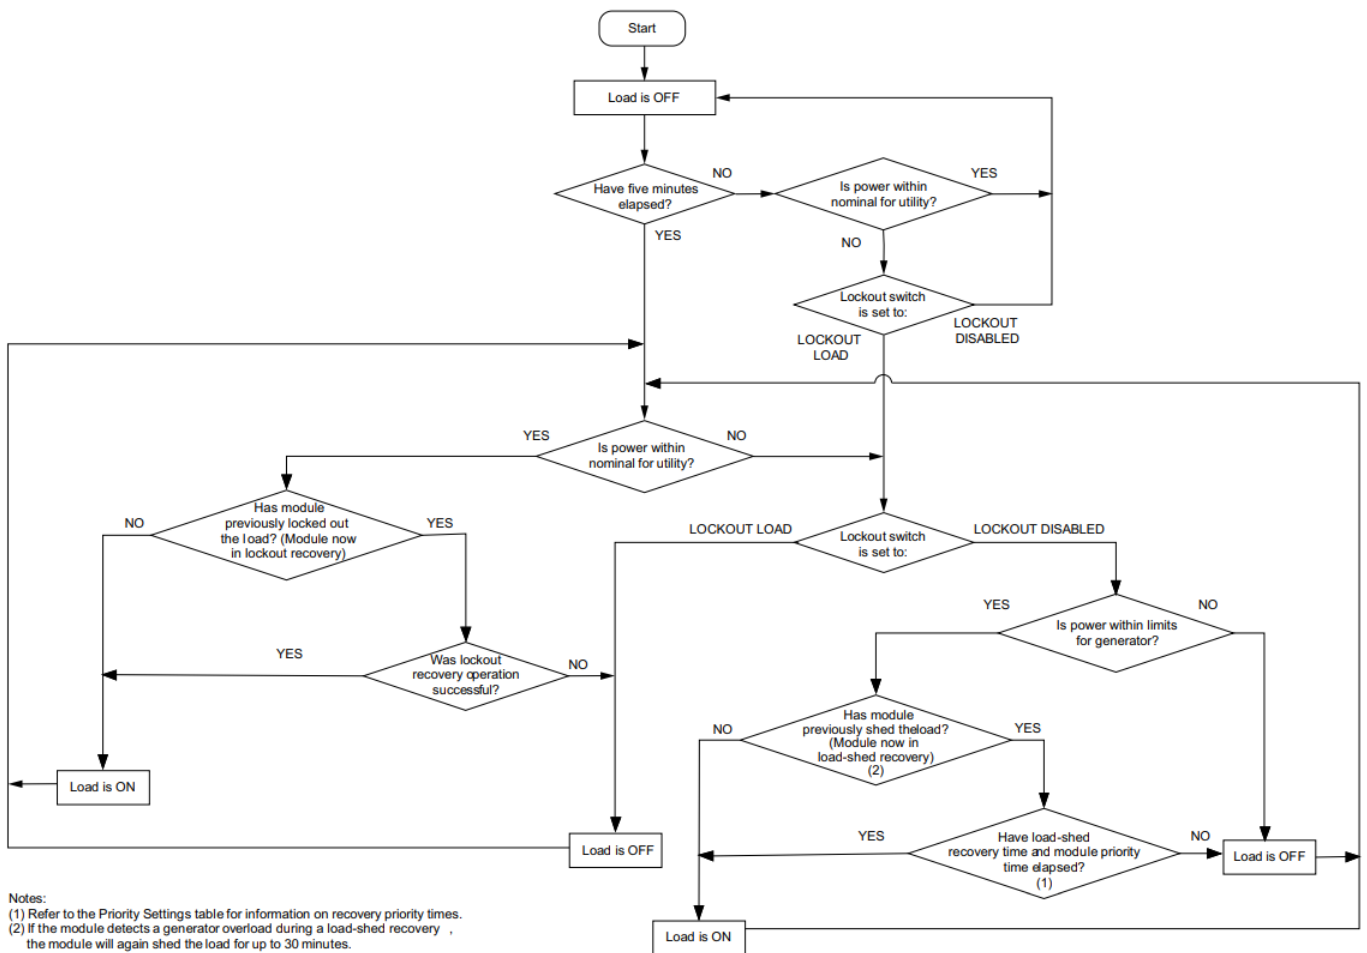 Start
Load is OFF
Have five minutes
elapsed?
NO
YES
Is power within
nominal for utility?
YES
NO
Lockout switch
is set to:
LOCKOUT
DISABLED
LOCKOUT
LOAD
Is power within
nominal for utility?
YES
NO
Has module
previously locked out
the load? (Module now
in lockout recovery)
NO
YES
Lockout switch
is set to:
LOCKOUT LOAD
LOCKOUT DISABLED
Is power within limits
for generator?
YES
NO
Was lockout
recovery operation
successful?
YES
NO
Has module
previously shed theload?
(Module now in
load-shed recovery)
(2)
NO
YES
Load is ON
Have load-shed
recovery time and module priority
time elapsed?
(1)
YES
NO
Load is OFF
Load is OFF
Load is ON
Notes:
(1) Refer to the Priority Settings table for information on recovery priority times.
(2) If the module detects a generator overload during a load-shed recovery ,
the module will again shed the load for up to 30 minutes.